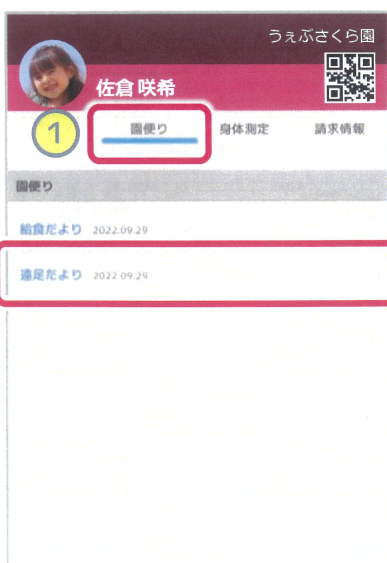 うぇぶさくら園
佐倉 咲希
1
園便り 身体測定 請求情報
園便り
給食だより 2022.09.29
遠足だより 2022.09.29